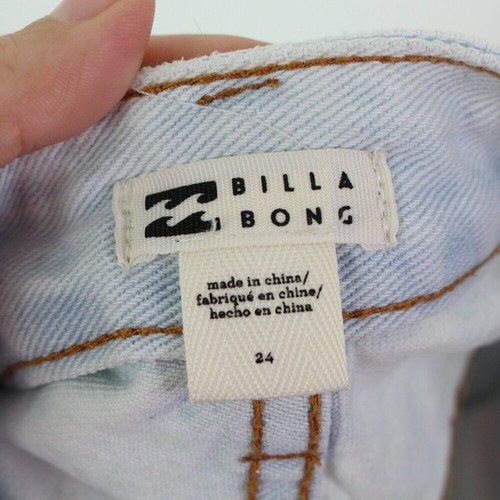 BILLA
BONG
made in china/
fabriqué en chine/
hecho en china
24